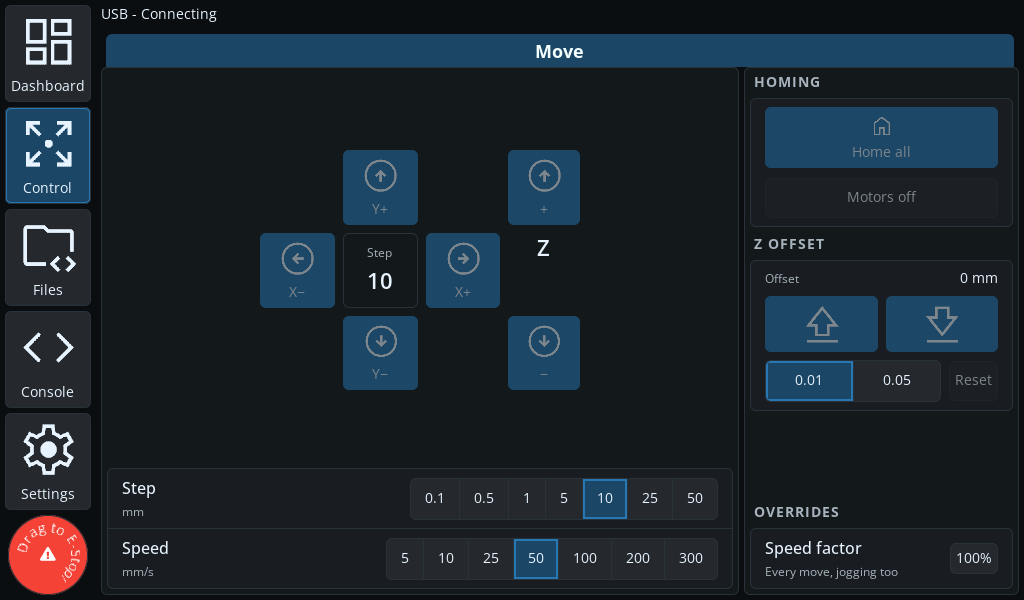 USB - Connecting
Dashboard
Control
Files
Console
Settings
Drag to E-Stop!
Move
Y+
+
X−
Step
10
X+
Z
Y−
−
Step
mm
0.1 0.5 1 5 10 25 50
Speed
mm/s
5 10 25 50 100 200 300
HOMING
Home all
Motors off
Z OFFSET
Offset 0 mm
0.01 0.05 Reset
OVERRIDES
Speed factor
Every move, jogging too
100%